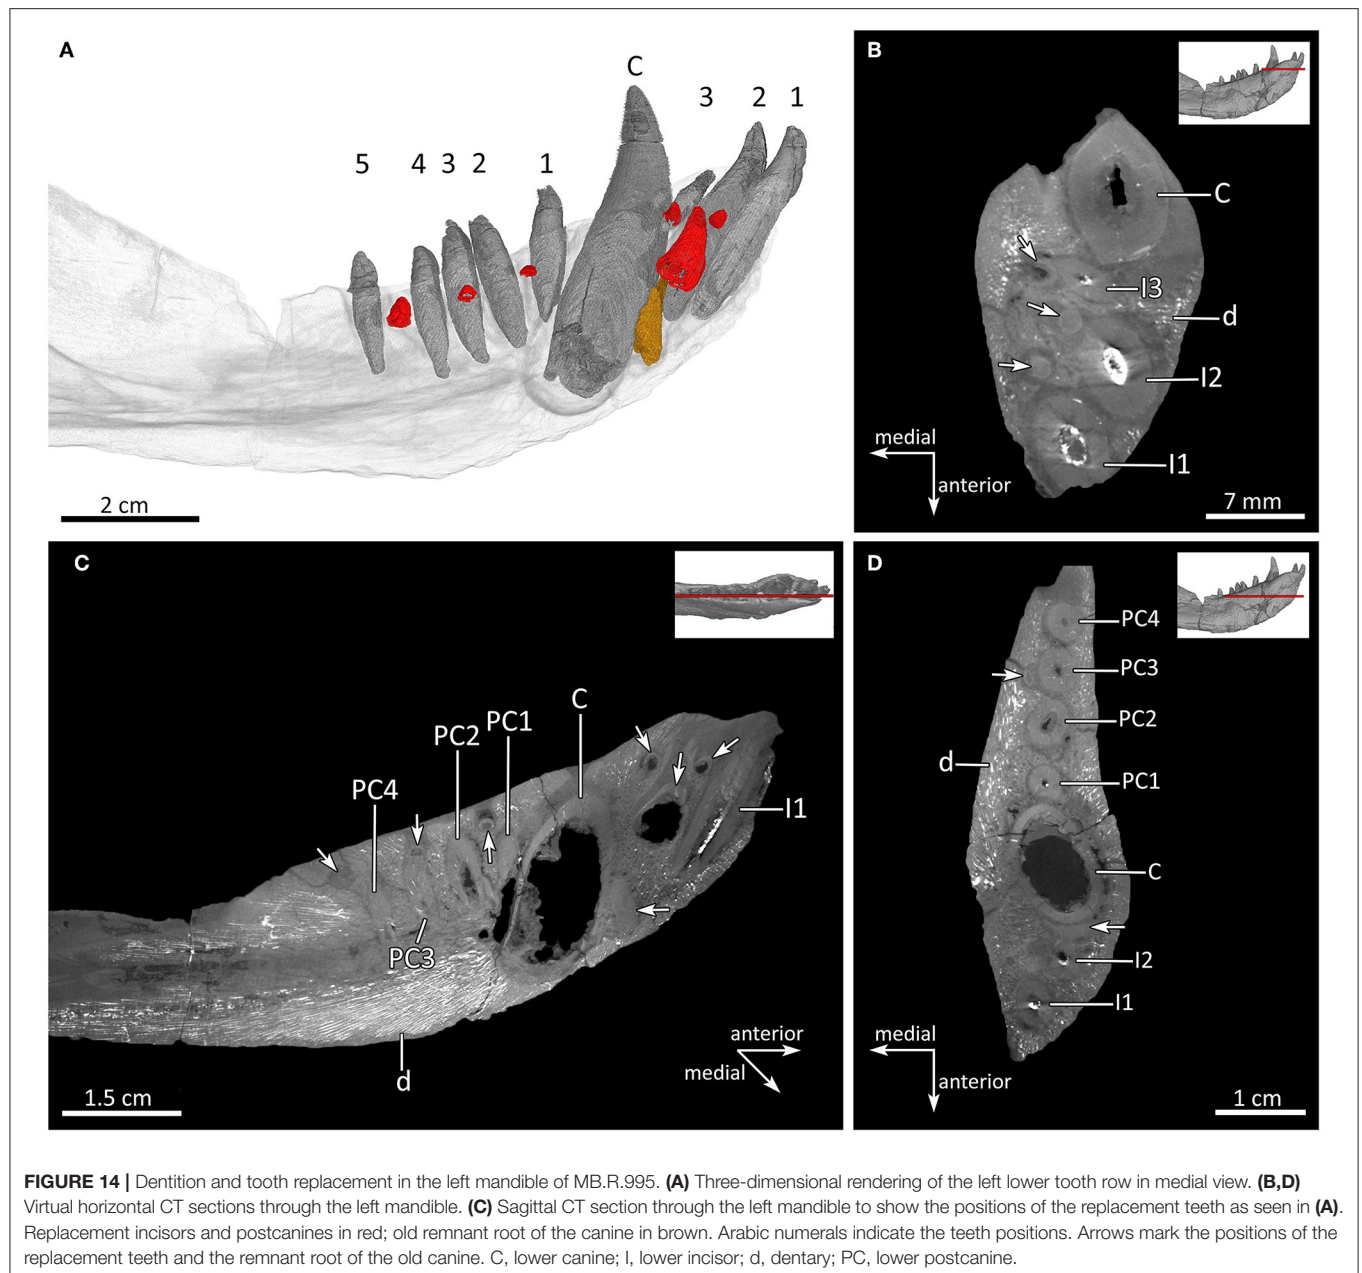 A
C
3 2 1
5 4 3 2 1
2 cm
B
C
I3
d
I2
I1
medial
anterior
7 mm
C
C
PC1
PC2
PC4
I1
PC3
d
anterior
medial
1.5 cm
D
PC4
PC3
PC2
d
PC1
C
I2
I1
medial
anterior
1 cm
FIGURE 14 | Dentition and tooth replacement in the left mandible of MB.R.995. (A) Three-dimensional rendering of the left lower tooth row in medial view. (B,D)
Virtual horizontal CT sections through the left mandible. (C) Sagittal CT section through the left mandible to show the positions of the replacement teeth as seen in (A).
Replacement incisors and postcanines in red; old remnant root of the canine in brown. Arabic numerals indicate the teeth positions. Arrows mark the positions of the
replacement teeth and the remnant root of the old canine. C, lower canine; I, lower incisor; d, dentary; PC, lower postcanine.